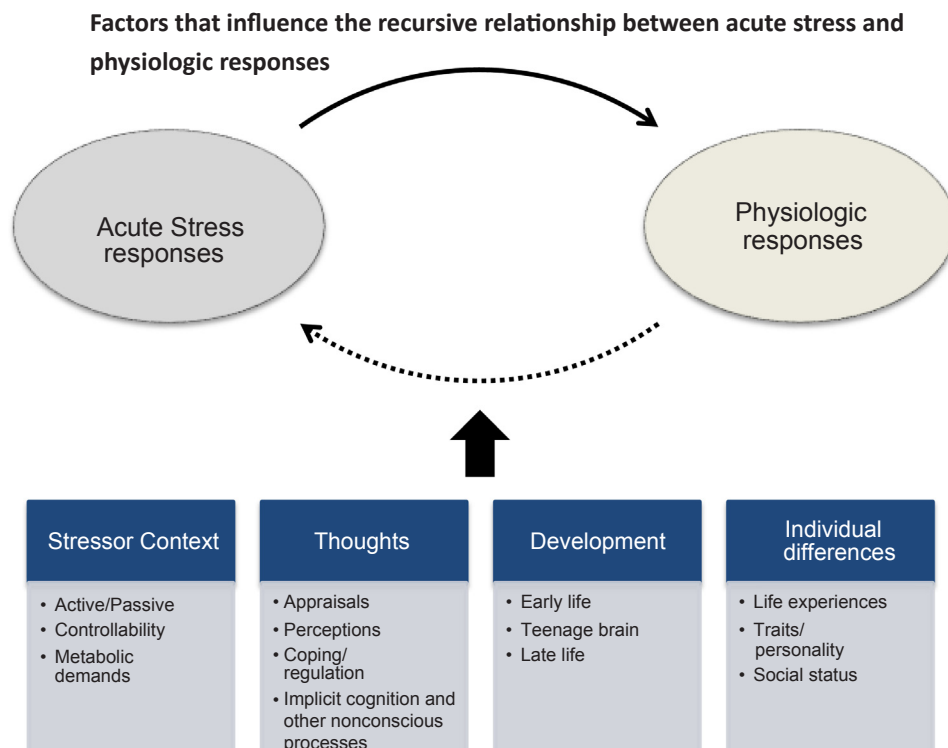 Factors that influence the recursive relationship between acute stress and
physiologic responses
Acute Stress
responses
Physiologic
responses
Stressor Context
• Active/Passive
• Controllability
• Metabolic
demands
Thoughts
• Appraisals
• Perceptions
• Coping/
regulation
• Implicit cognition and
other nonconscious
processes
Development
• Early life
• Teenage brain
• Late life
Individual
differences
• Life experiences
• Traits/
personality
• Social status